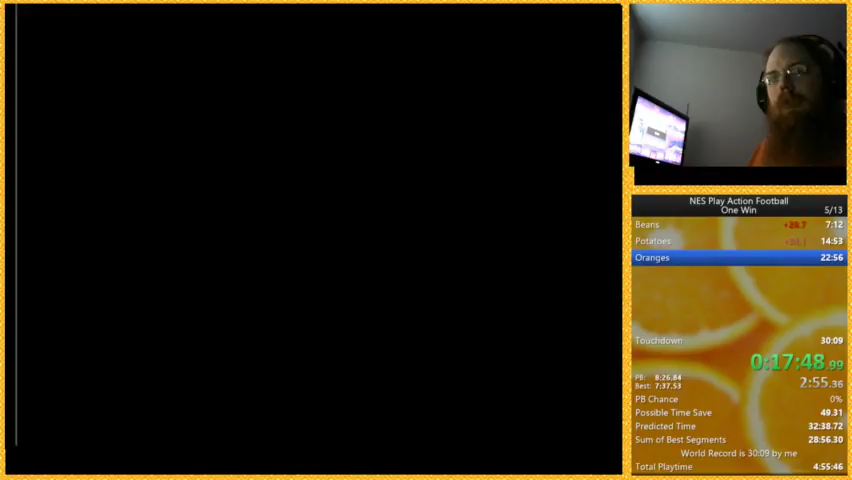 NES Play Action Football
One Win 5/13
Beans 7:12
Potatoes 14:53
Oranges 22:56
Touchdown 30:09
0:17:48.99
PB: 8:26.84 2:55.36
Best: 7:37.53
PB Chance 0%
Possible Time Save 49.31
Predicted Time 32:38.72
Sum of Best Segments 28:56.30
World Record is 30:09 by me
Total Playtime 4:55:46